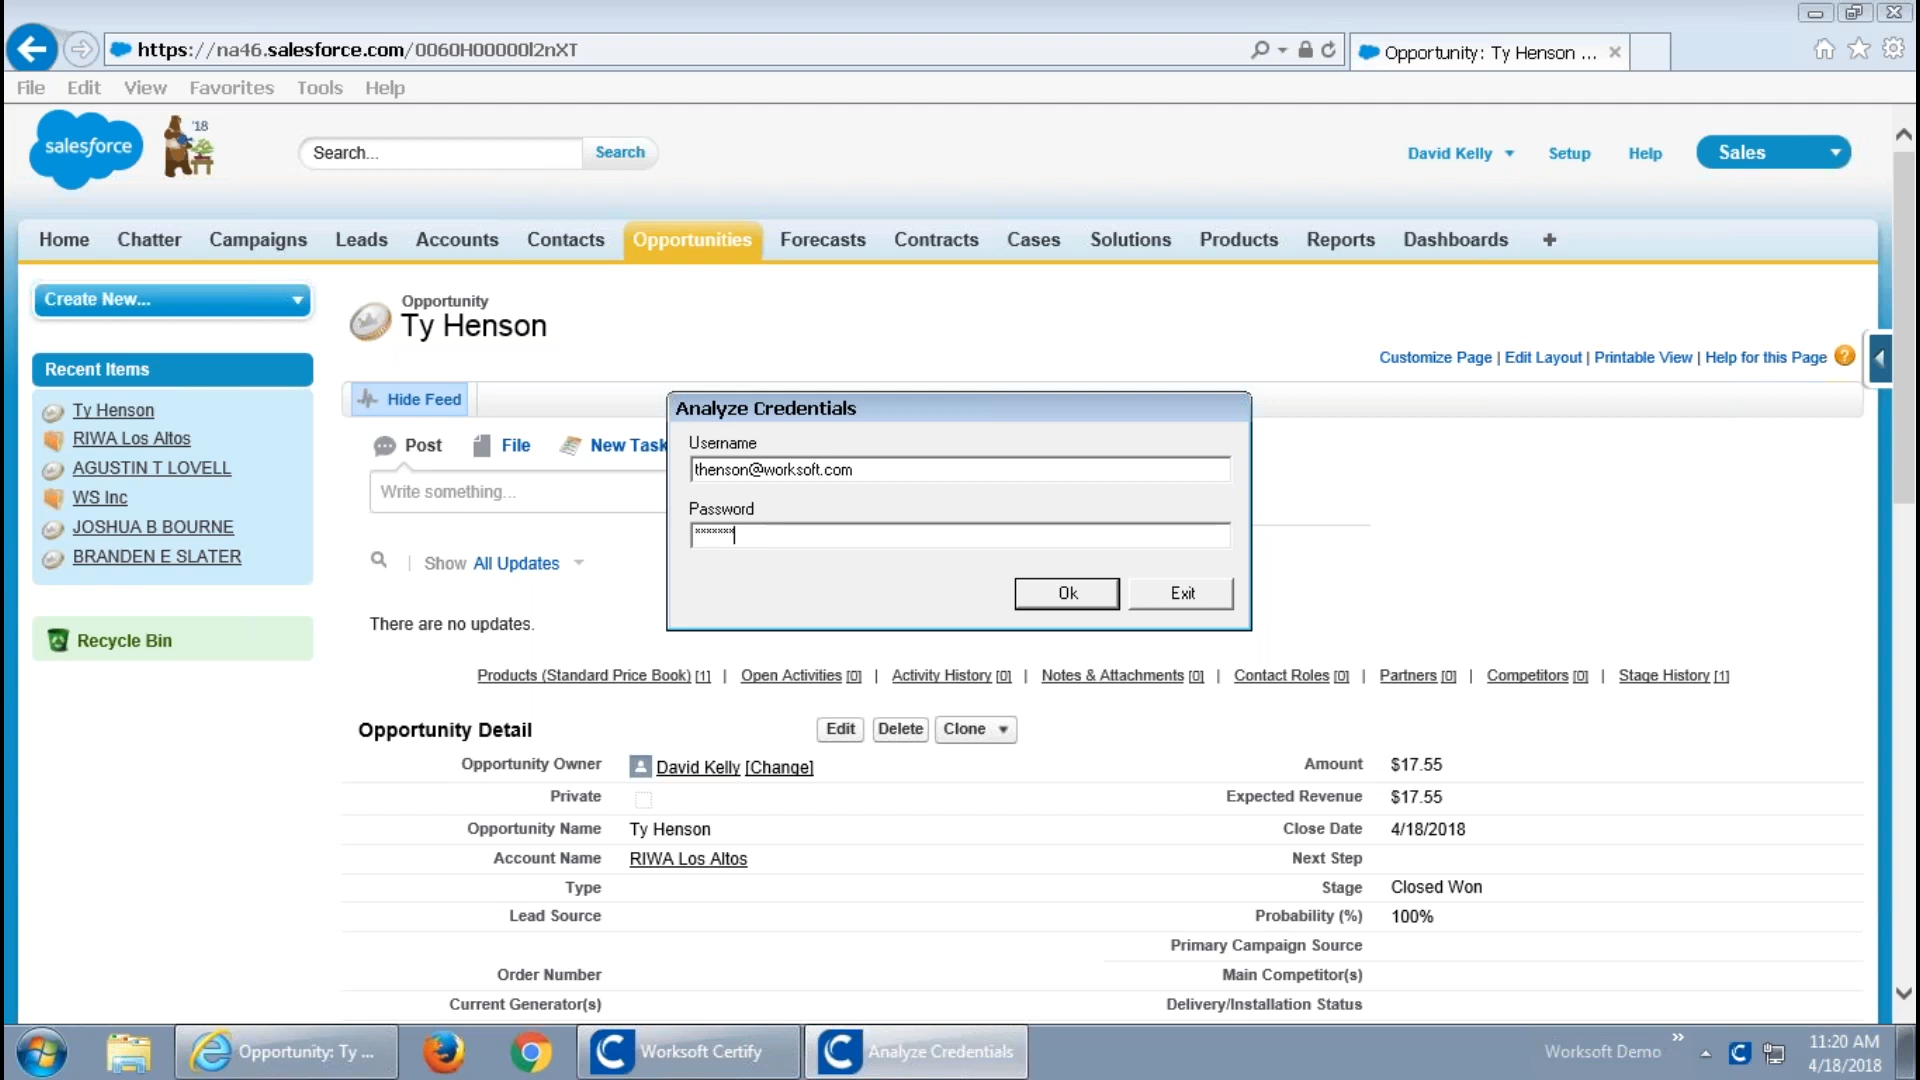 https://na46.salesforce.com/0060H00000l2nXT
Opportunity: Ty Henson ...
File Edit View Favorites Tools Help
salesforce
'18
Search...
Search
David Kelly
Setup
Help
Sales
Home Chatter Campaigns Leads Accounts Contacts Opportunities Forecasts Contracts Cases Solutions Products Reports Dashboards +
Create New...
Recent Items
Ty Henson
RIWA Los Altos
AGUSTIN T LOVELL
WS Inc
JOSHUA B BOURNE
BRANDEN E SLATER
Recycle Bin
Opportunity
Ty Henson
Customize Page | Edit Layout | Printable View | Help for this Page ?
Hide Feed
Post File New Task
Write something...
Show All Updates
There are no updates.
Analyze Credentials
Username
thenson@worksoft.com
Password
*******
Ok Exit
Products (Standard Price Book) [1] | Open Activities [0] | Activity History [0] | Notes & Attachments [0] | Contact Roles [0] | Partners [0] | Competitors [0] | Stage History [1]
Opportunity Detail Edit Delete Clone
Opportunity Owner David Kelly [Change] Amount $17.55
Private Expected Revenue $17.55
Opportunity Name Ty Henson Close Date 4/18/2018
Account Name RIWA Los Altos Next Step
Type Stage Closed Won
Lead Source Probability (%) 100%
Primary Campaign Source
Order Number Main Competitor(s)
Current Generator(s) Delivery/Installation Status
Opportunity: Ty ...
Worksoft Certify
Analyze Credentials
Worksoft Demo
11:20 AM
4/18/2018